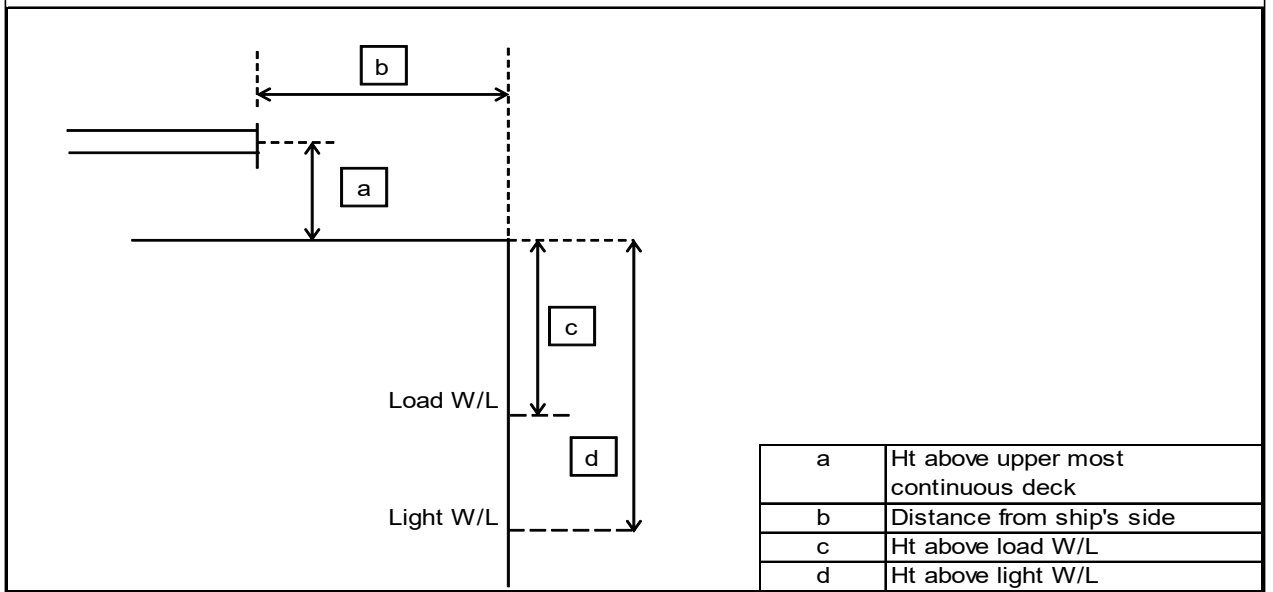 b
a
c
Load W/L
d
Light W/L
a Ht above upper most
continuous deck
b Distance from ship's side
c Ht above load W/L
d Ht above light W/L